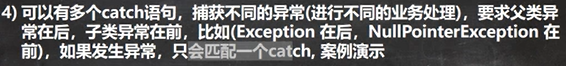 4) 可以有多个catch语句，捕获不同的异常(进行不同的业务处理)，要求父类异
常在后，子类异常在前，比如(Exception 在后，NullPointerException 在
前)，如果发生异常，只会匹配一个catch, 案例演示